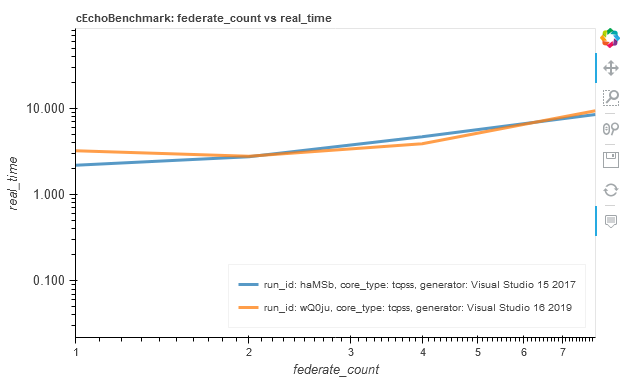 cEchoBenchmark: federate_count vs real_time
10.000
1.000
0.100
real_time
run_id: haMSb, core_type: tcpss, generator: Visual Studio 15 2017
run_id: wQ0ju, core_type: tcpss, generator: Visual Studio 16 2019
1 2 3 4 5 6 7
federate_count